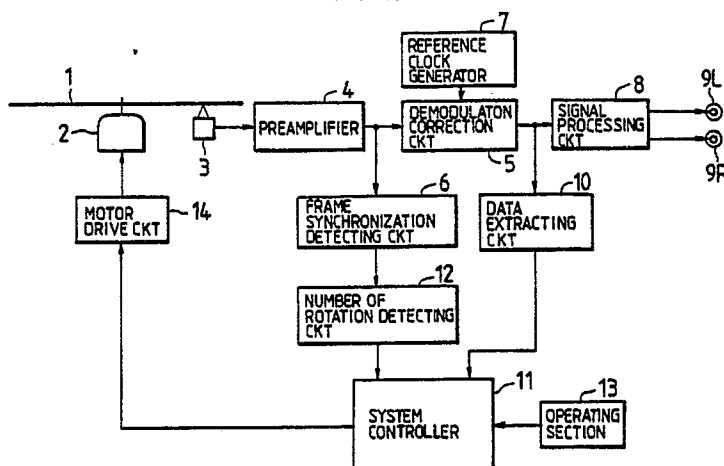 7
REFERENCE
CLOCK
GENERATOR
1
2
3
4
PREAMPLIFIER
DEMODULATON
CORRECTION
CKT
5
8
SIGNAL
PROCESSING
CKT
9L
9R
14
MOTOR
DRIVE CKT
6
FRAME
SYNCHRONIZATION
DETECTING CKT
10
DATA
EXTRACTING
CKT
12
NUMBER OF
ROTATION DETECTING
CKT
11
SYSTEM
CONTROLLER
13
OPERATING
SECTION